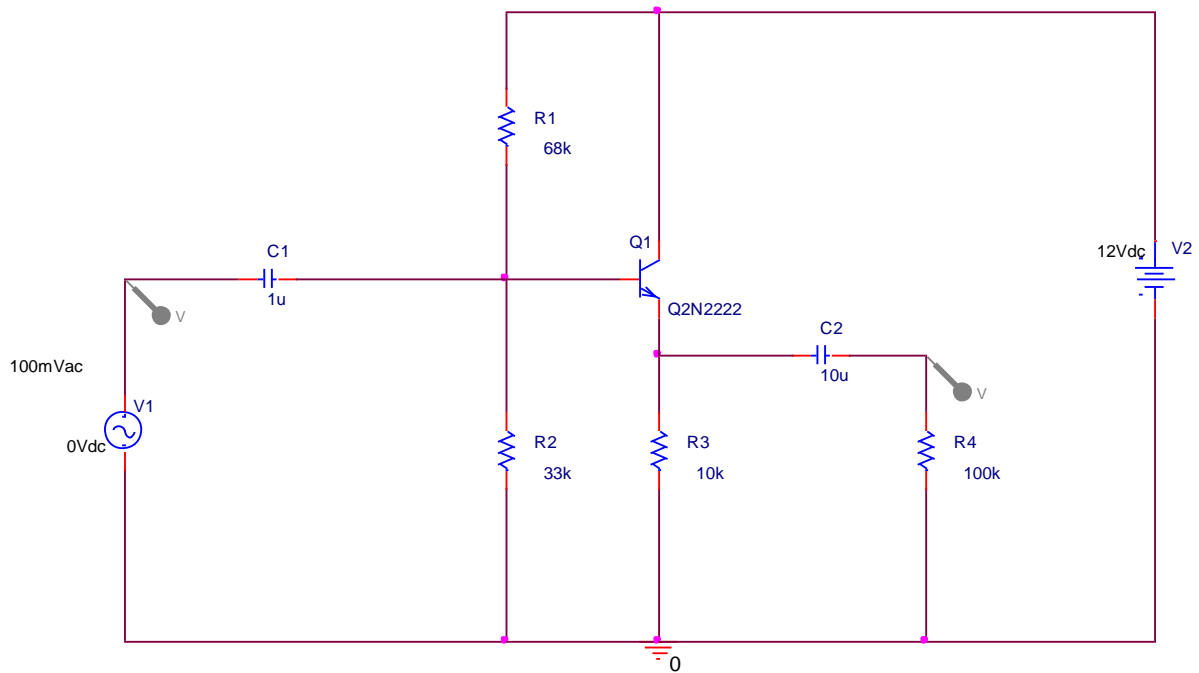 R1
68k
Q1
C1
1u
12Vdc
V2
Q2N2222
V
C2
10u
100mVac
V
V1
0Vdc
R2
33k
R3
10k
R4
100k
0